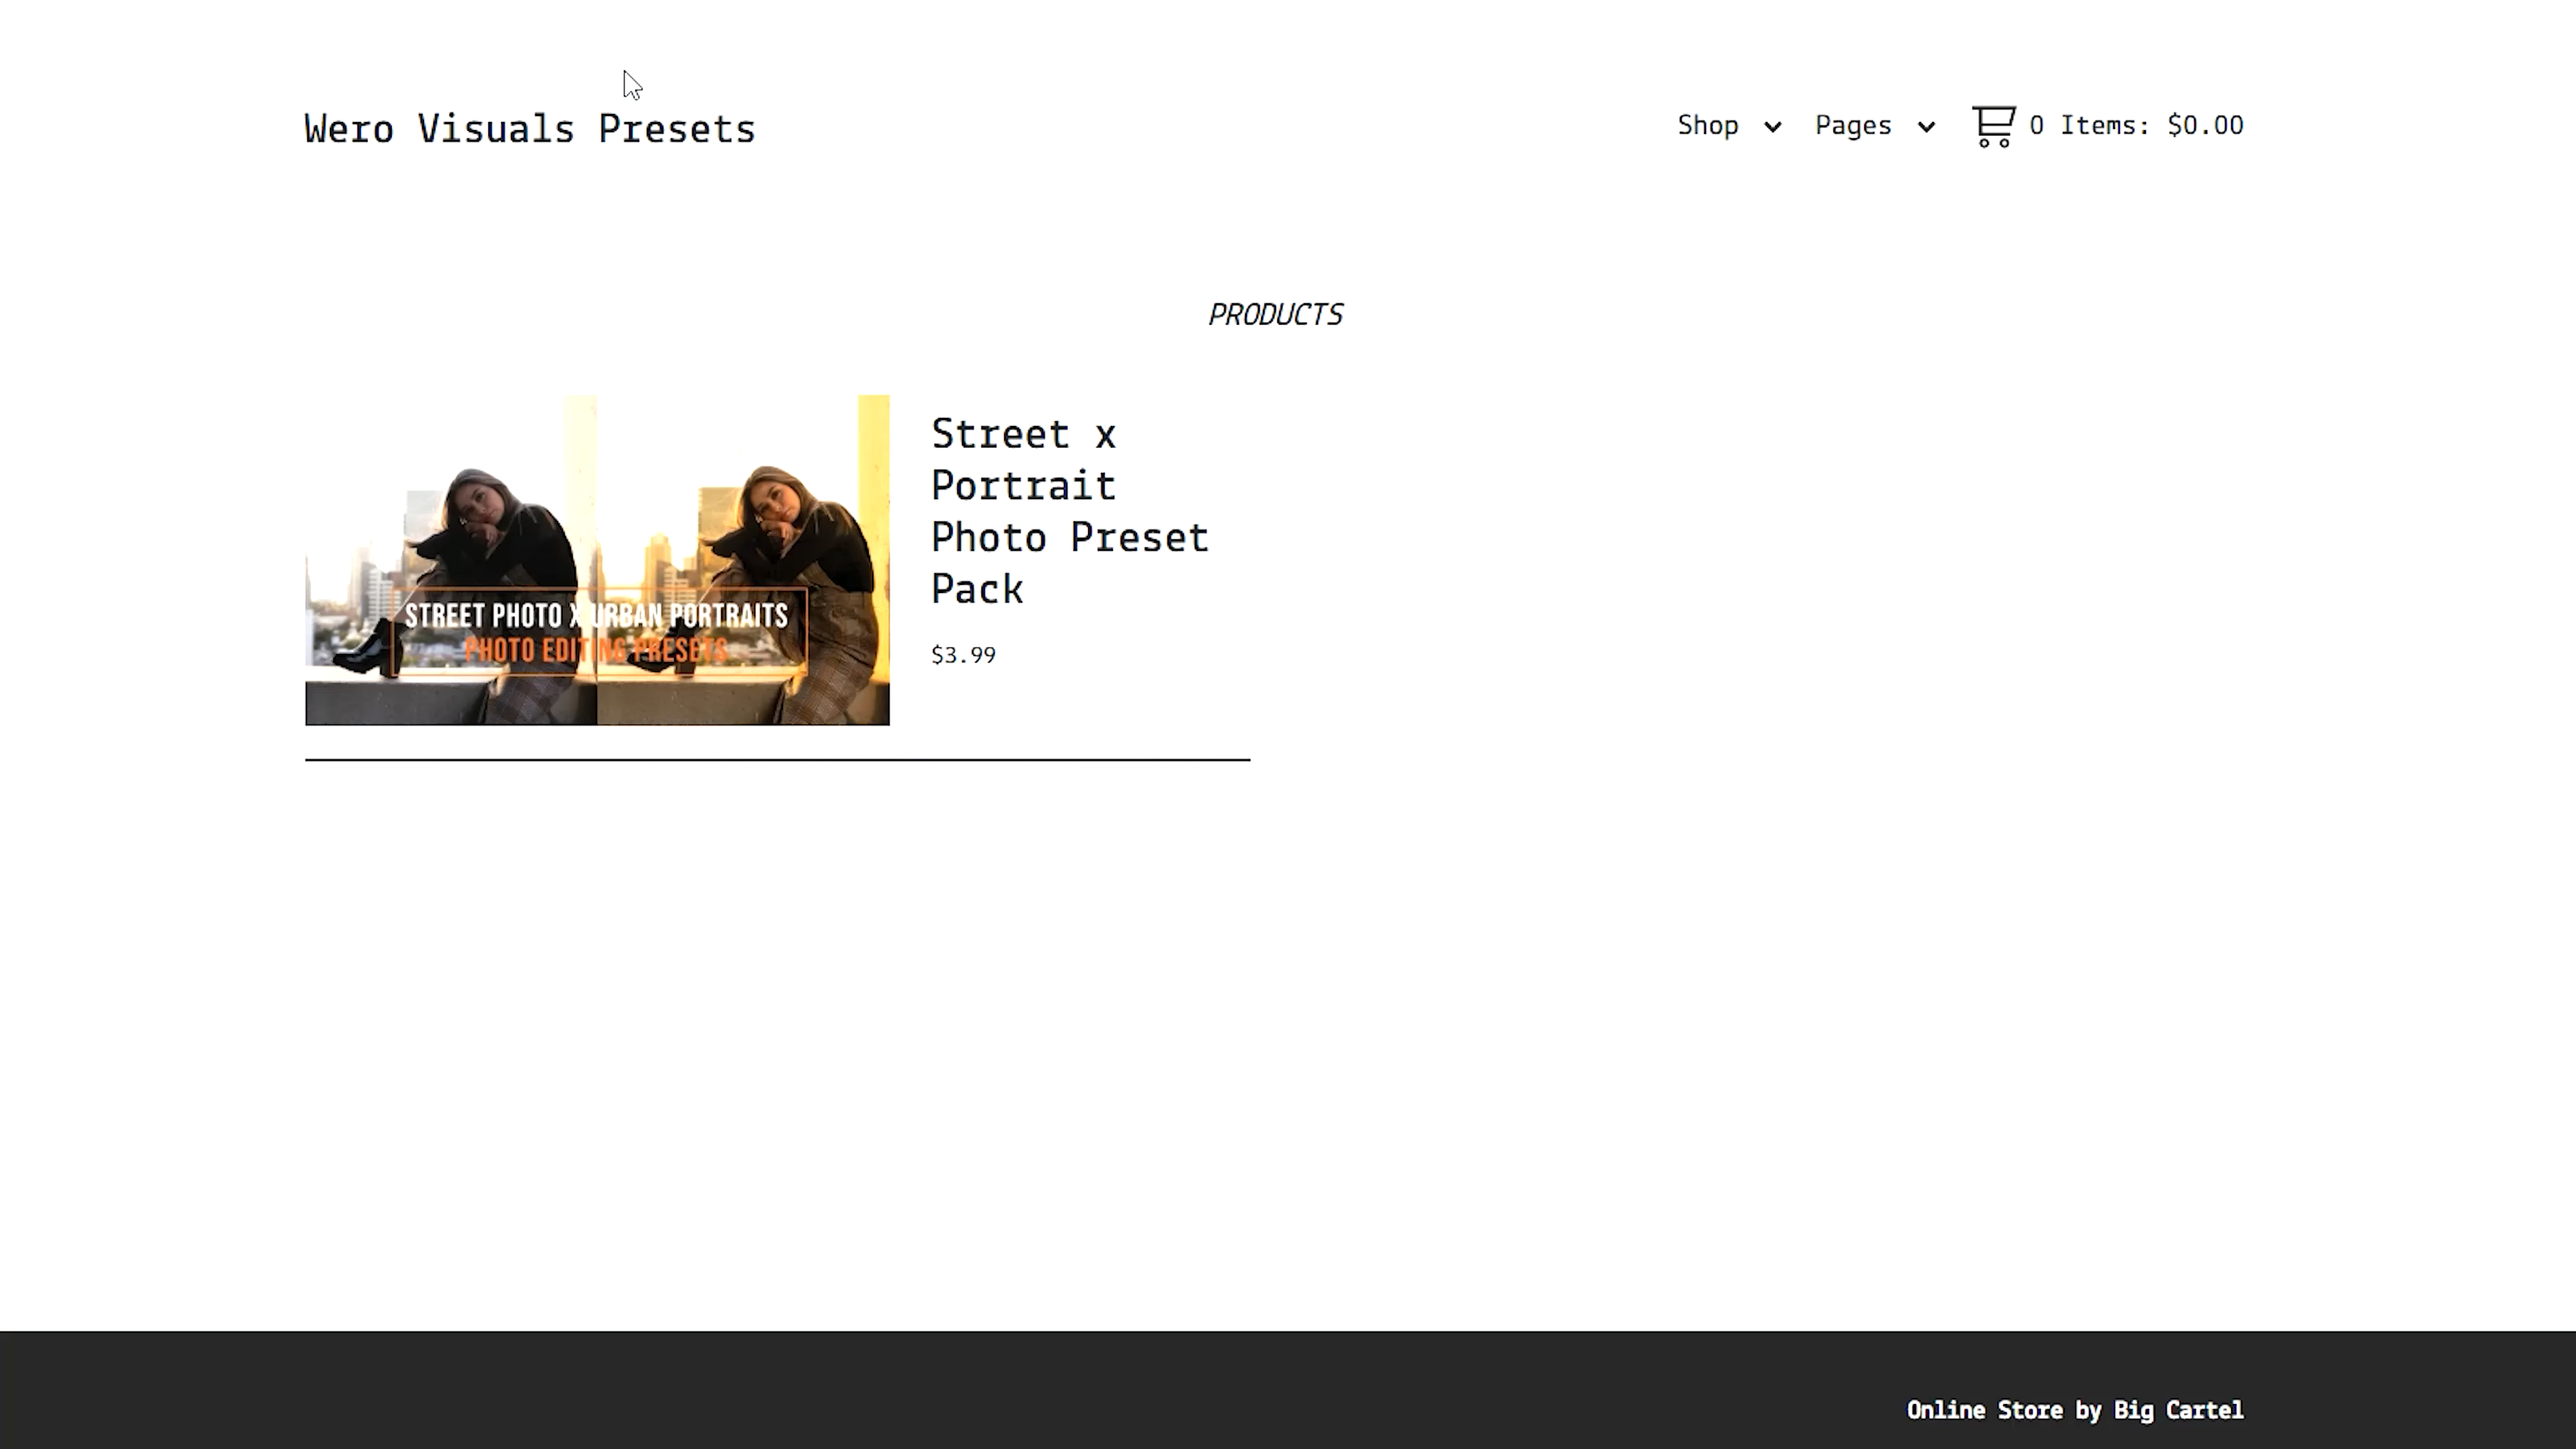 Wero Visuals Presets
Shop
Pages
0 Items: $0.00
PRODUCTS
STREET PHOTO X URBAN PORTRAITS
PHOTO EDITING PRESETS
Street x
Portrait
Photo Preset
Pack
$3.99
Online Store by Big Cartel